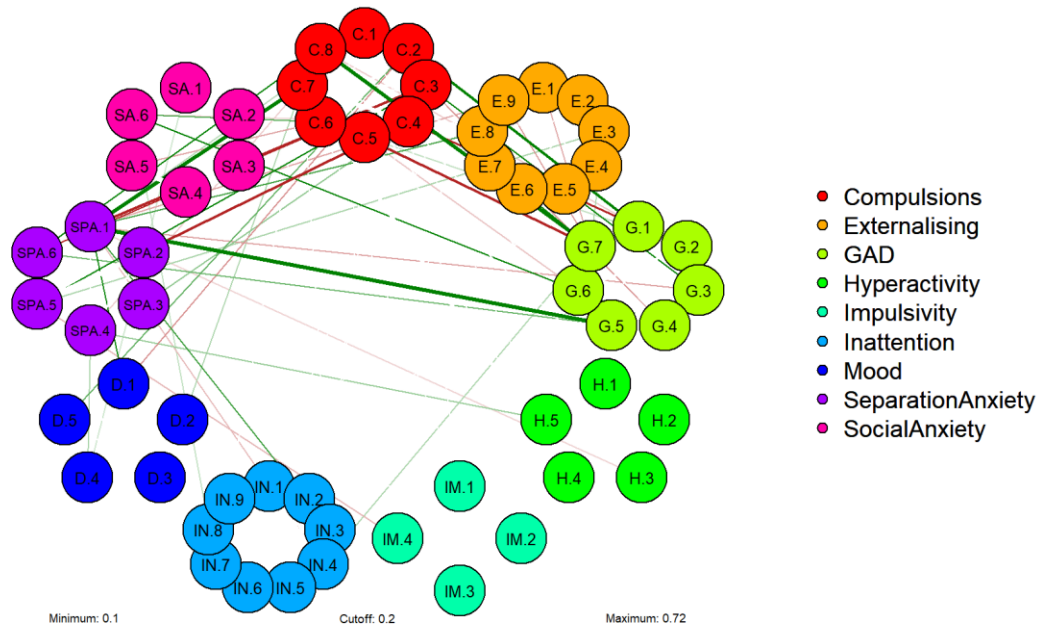 C.1
C.2
C.3
C.4
C.5
C.6
C.7
C.8
E.1
E.2
E.3
E.4
E.5
E.6
E.7
E.8
E.9
G.1
G.2
G.3
G.4
G.5
G.6
G.7
H.1
H.2
H.3
H.4
H.5
IM.1
IM.2
IM.3
IM.4
IN.1
IN.2
IN.3
IN.4
IN.5
IN.6
IN.7
IN.8
IN.9
D.1
D.2
D.3
D.4
D.5
SPA.1
SPA.2
SPA.3
SPA.4
SPA.5
SPA.6
SA.1
SA.2
SA.3
SA.4
SA.5
SA.6
Compulsions
Externalising
GAD
Hyperactivity
Impulsivity
Inattention
Mood
SeparationAnxiety
SocialAnxiety
Minimum: 0.1
Cutoff: 0.2
Maximum: 0.72